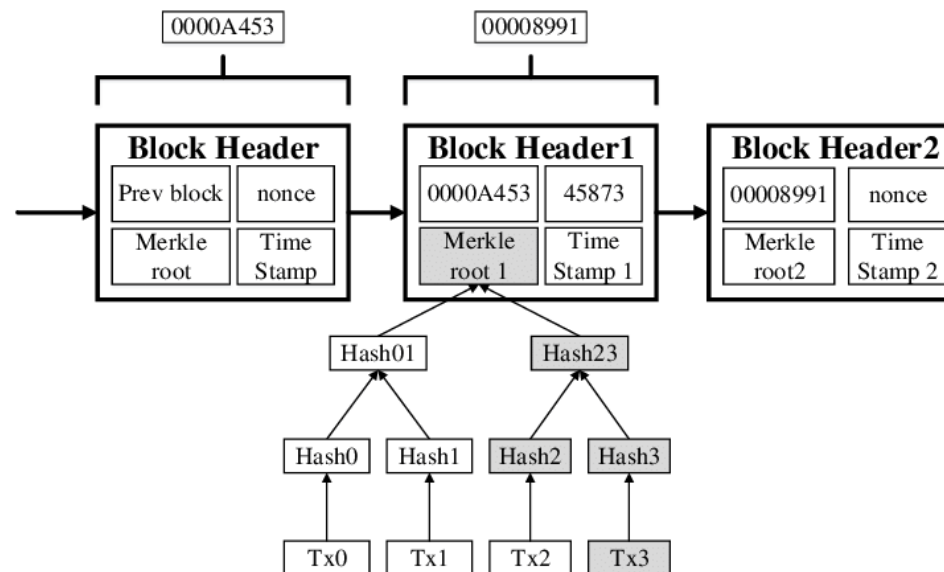 0000A453
00008991
Block Header
Block Header1
Block Header2
Prev block
nonce
0000A453
45873
00008991
nonce
Merkle
root
Time
Stamp
Merkle
root 1
Time
Stamp 1
Merkle
root2
Time
Stamp 2
Hash01
Hash23
Hash0
Hash1
Hash2
Hash3
Tx0
Tx1
Tx2
Tx3